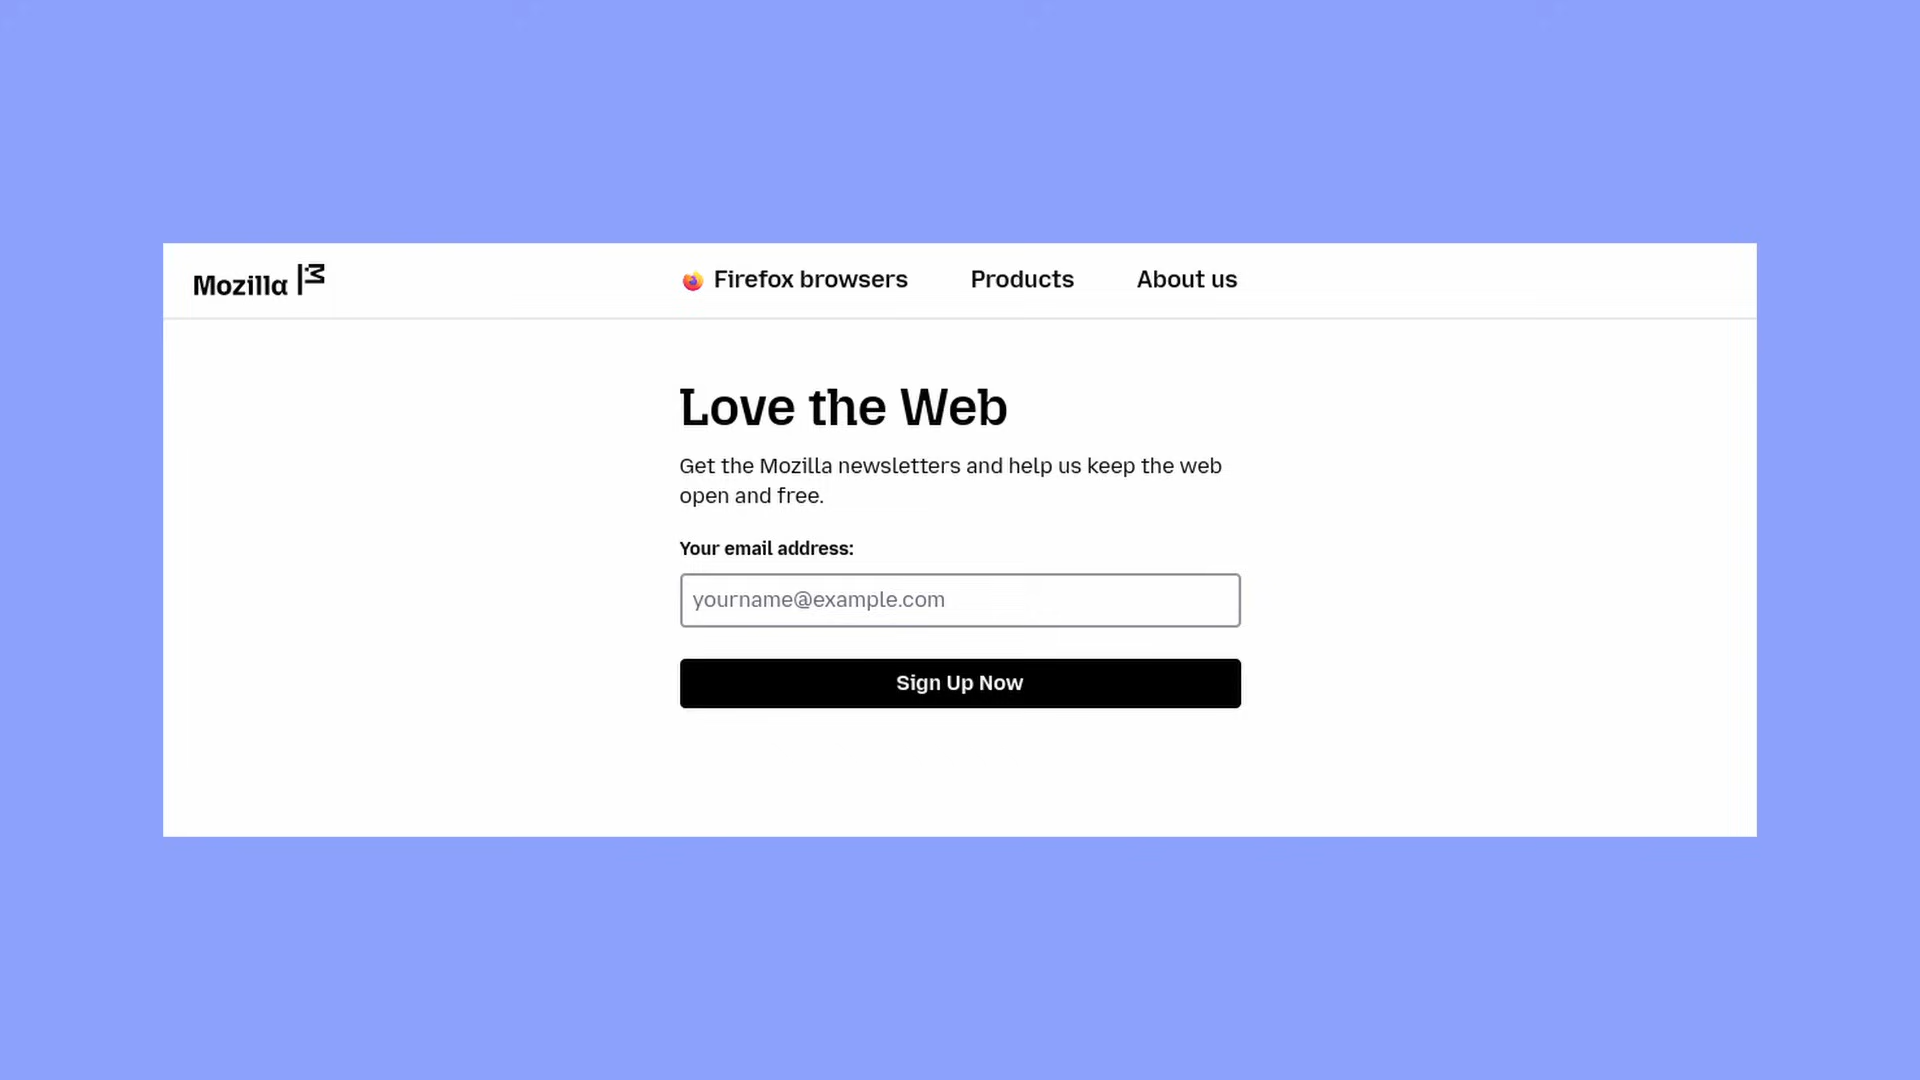 Mozilla
Firefox browsers
Products
About us
Love the Web
Get the Mozilla newsletters and help us keep the web
open and free.
Your email address:
yourname@example.com
Sign Up Now